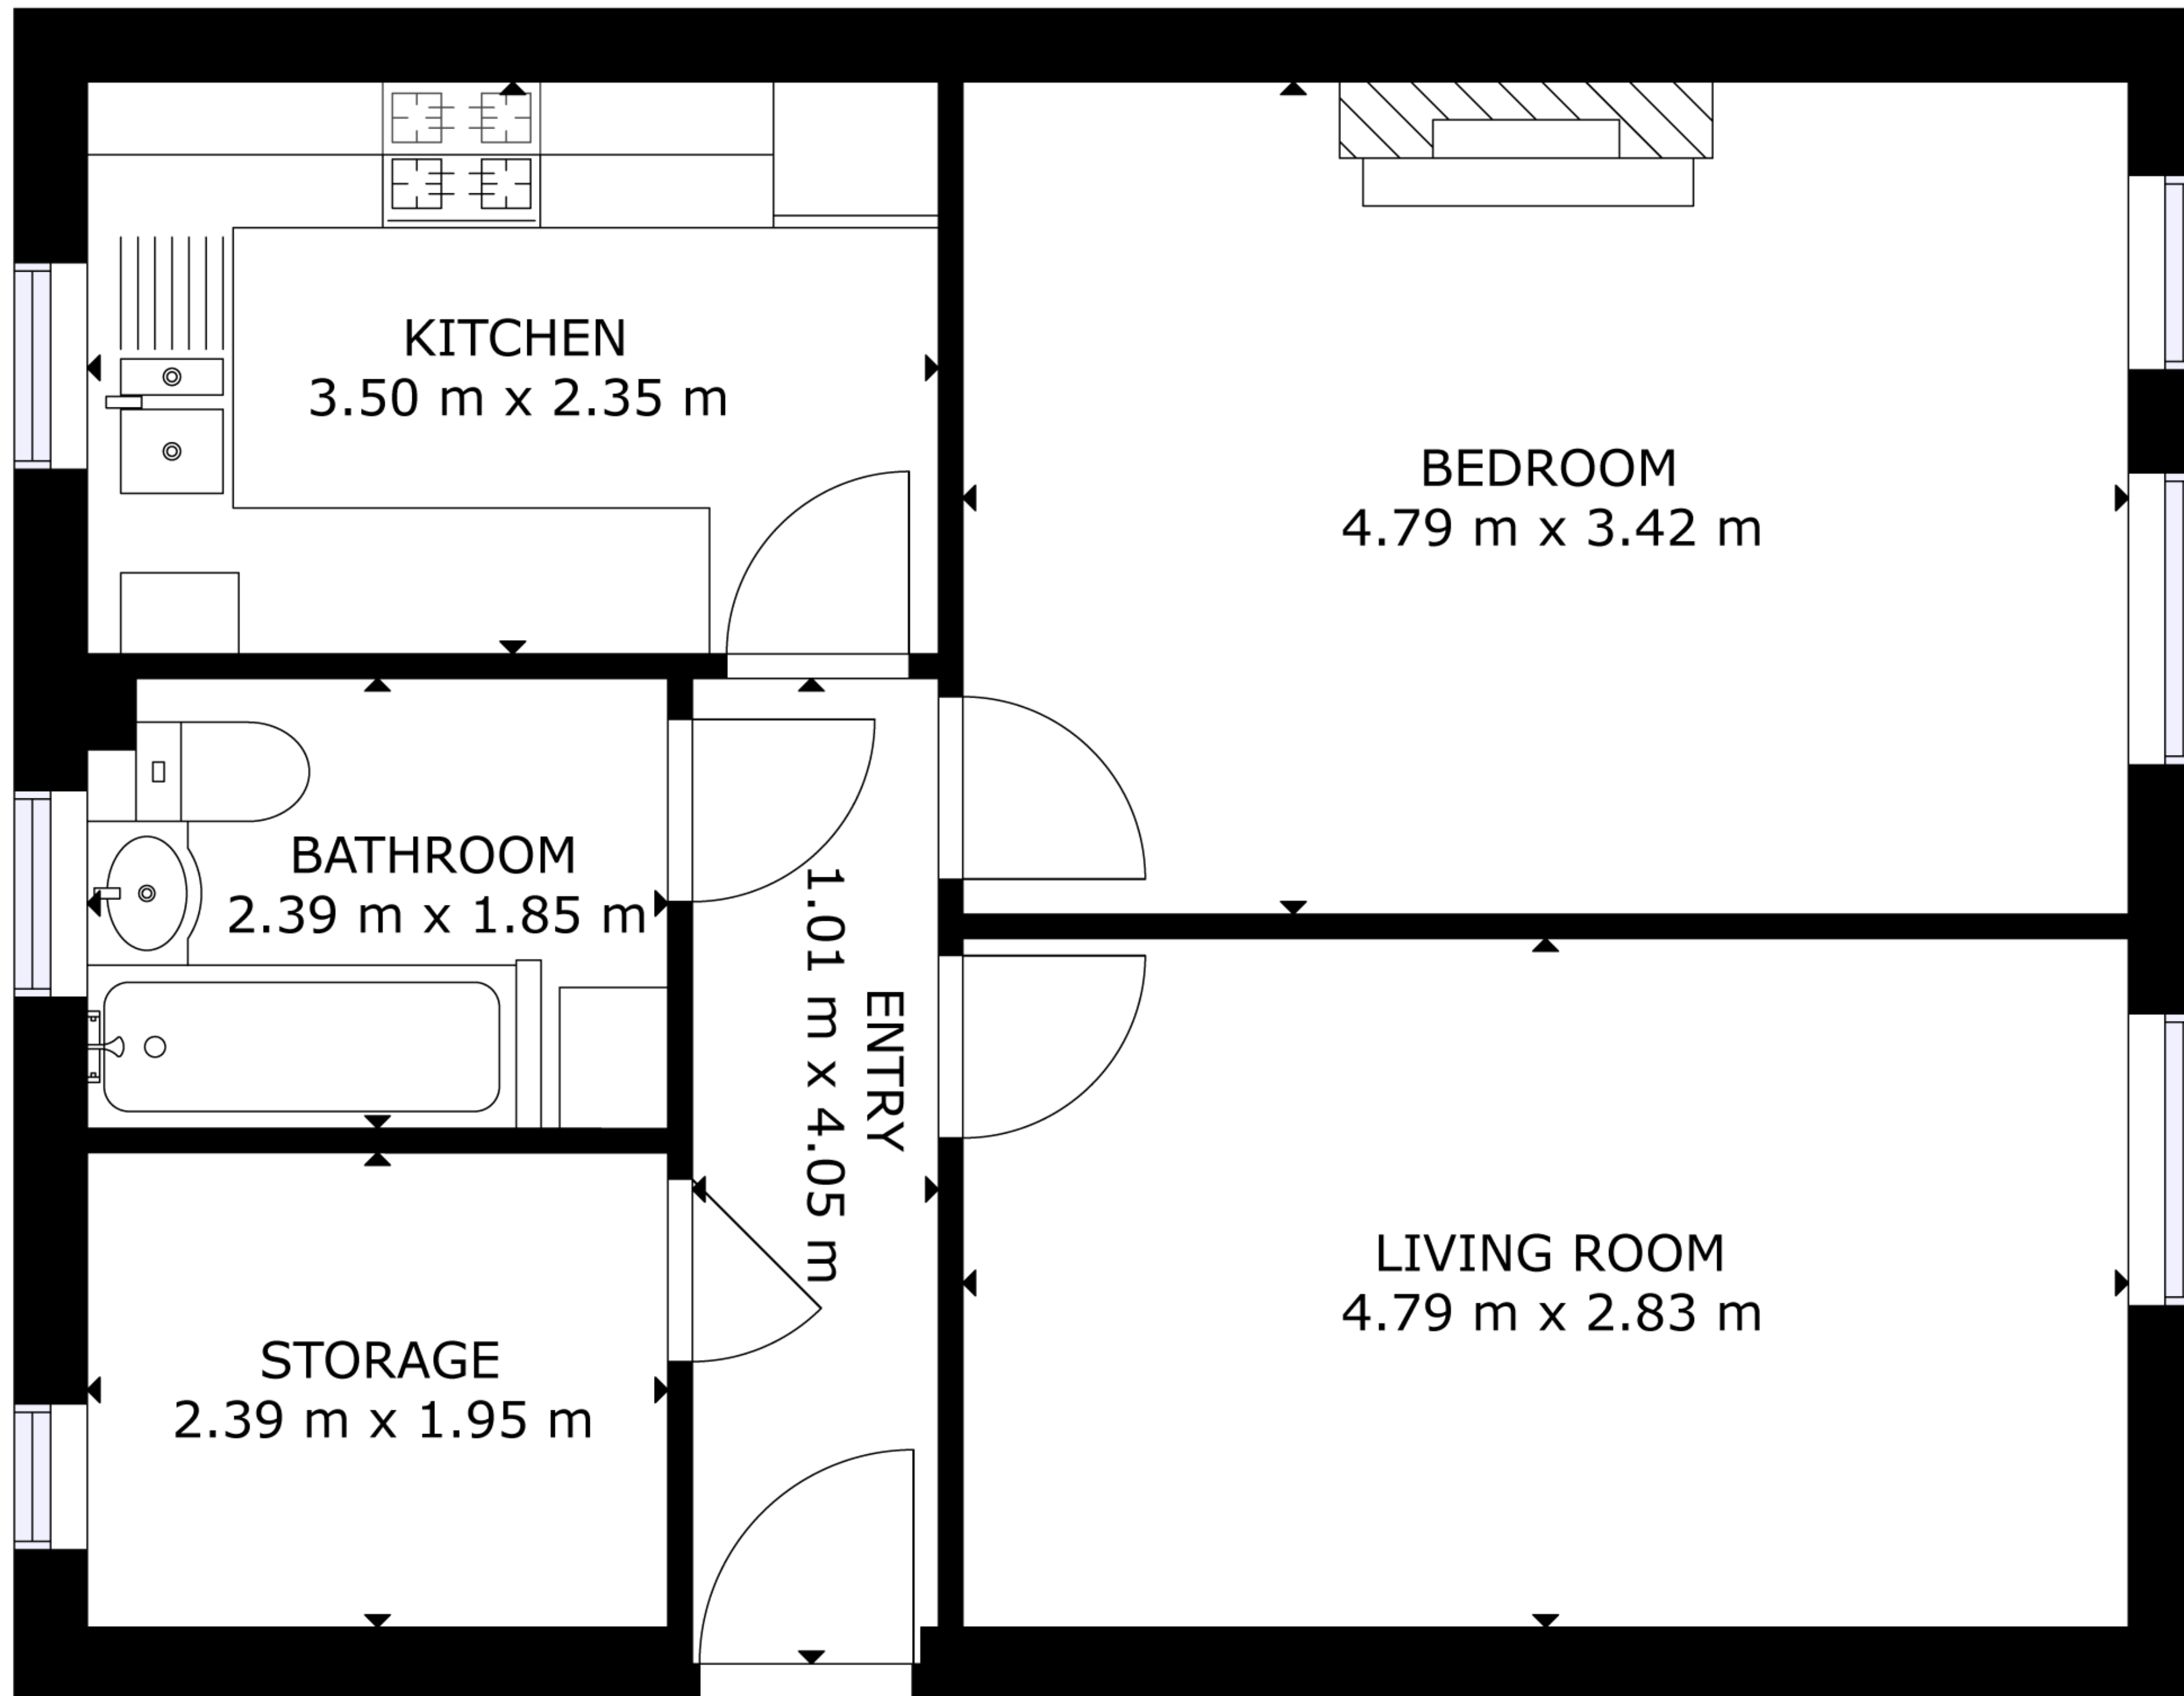 KITCHEN
3.50 m x 2.35 m
BEDROOM
4.79 m x 3.42 m
BATHROOM
2.39 m x 1.85 m
ENTRY
1.01 m x 4.05 m
LIVING ROOM
4.79 m x 2.83 m
STORAGE
2.39 m x 1.95 m